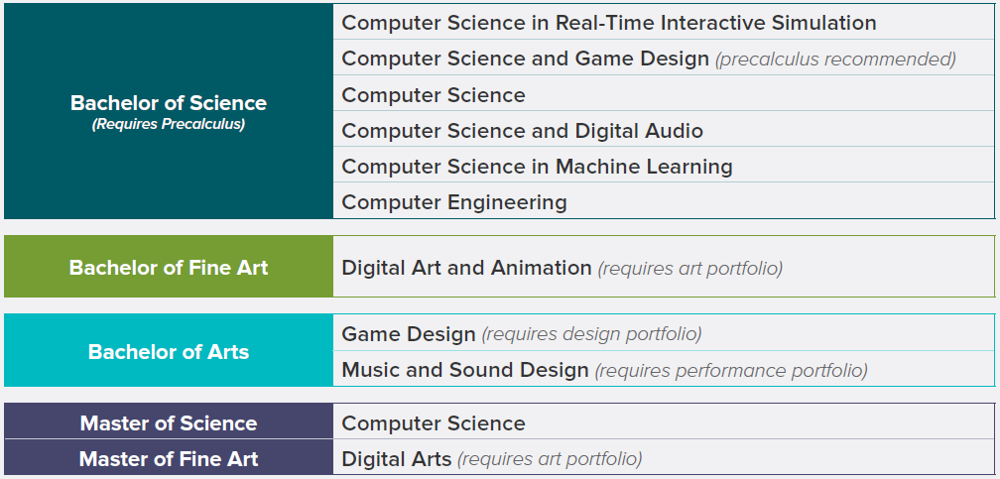 Bachelor of Science
(Requires Precalculus)
Computer Science in Real-Time Interactive Simulation
Computer Science and Game Design (precalculus recommended)
Computer Science
Computer Science and Digital Audio
Computer Science in Machine Learning
Computer Engineering
Bachelor of Fine Art
Digital Art and Animation (requires art portfolio)
Bachelor of Arts
Game Design (requires design portfolio)
Music and Sound Design (requires performance portfolio)
Master of Science
Computer Science
Master of Fine Art
Digital Arts (requires art portfolio)